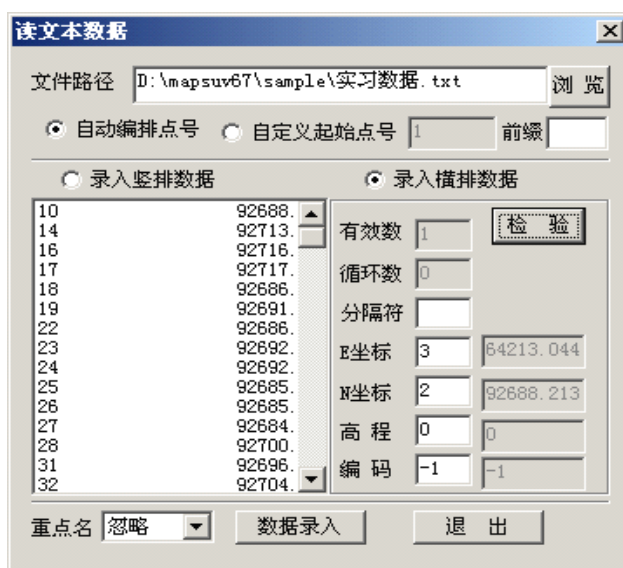 读文本数据
文件路径 D:\mapsuv67\sample\实习数据.txt 浏 览
自动编排点号 自定义起始点号 1 前缀
录入竖排数据 录入横排数据
10 92688.
14 92713.
16 92716.
17 92717.
18 92686.
19 92691.
22 92686.
23 92692.
24 92692.
25 92685.
26 92685.
27 92684.
28 92700.
31 92696.
32 92704.
有效数 1 检 验
循环数 0
分隔符
E坐标 3 64213.044
N坐标 2 92688.213
高 程 0 0
编 码 -1 -1
重点名 忽略 数据录入 退 出